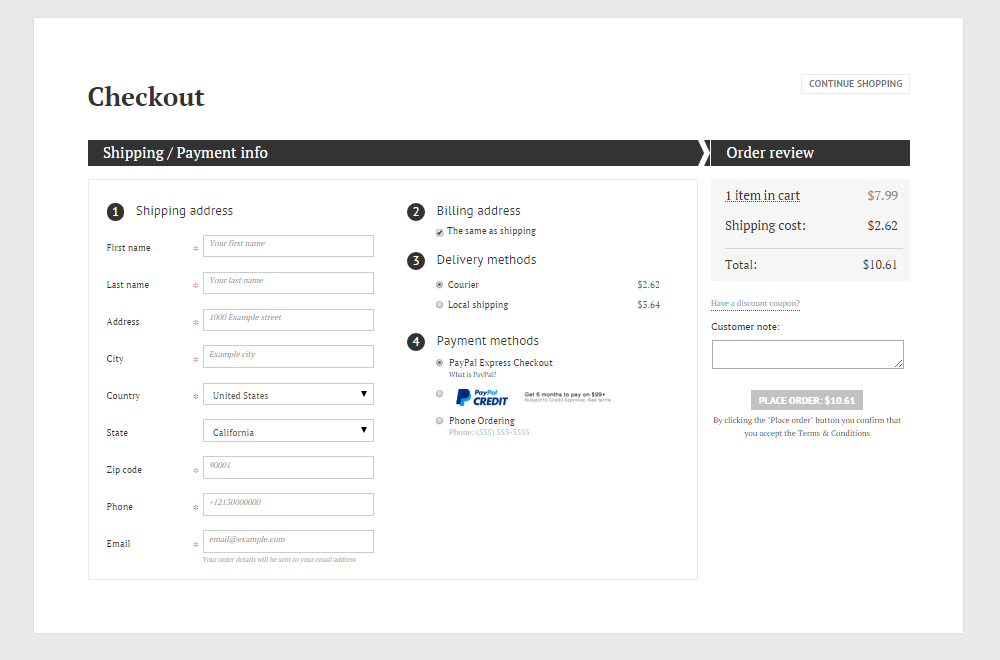 Checkout
CONTINUE SHOPPING
Shipping / Payment info
Order review
1 Shipping address
First name * Your first name
Last name * Your last name
Address * 1000 Example street
City * Example city
Country * United States
State * California
Zip code * 90001
Phone * +12130000000
Email * email@example.com
Your order details will be sent to your email address
2 Billing address
The same as shipping
3 Delivery methods
Courier $2.62
Local shipping $3.64
4 Payment methods
PayPal Express Checkout
What is PayPal?
PayPal CREDIT
Get 6 months to pay on $99+
Subject to Credit Approval. See terms
Phone Ordering
Phone: (555) 555-5555
1 item in cart $7.99
Shipping cost: $2.62
Total: $10.61
Have a discount coupon?
Customer note:
PLACE ORDER: $10.61
By clicking the "Place order" button you confirm that
you accept the Terms & Conditions